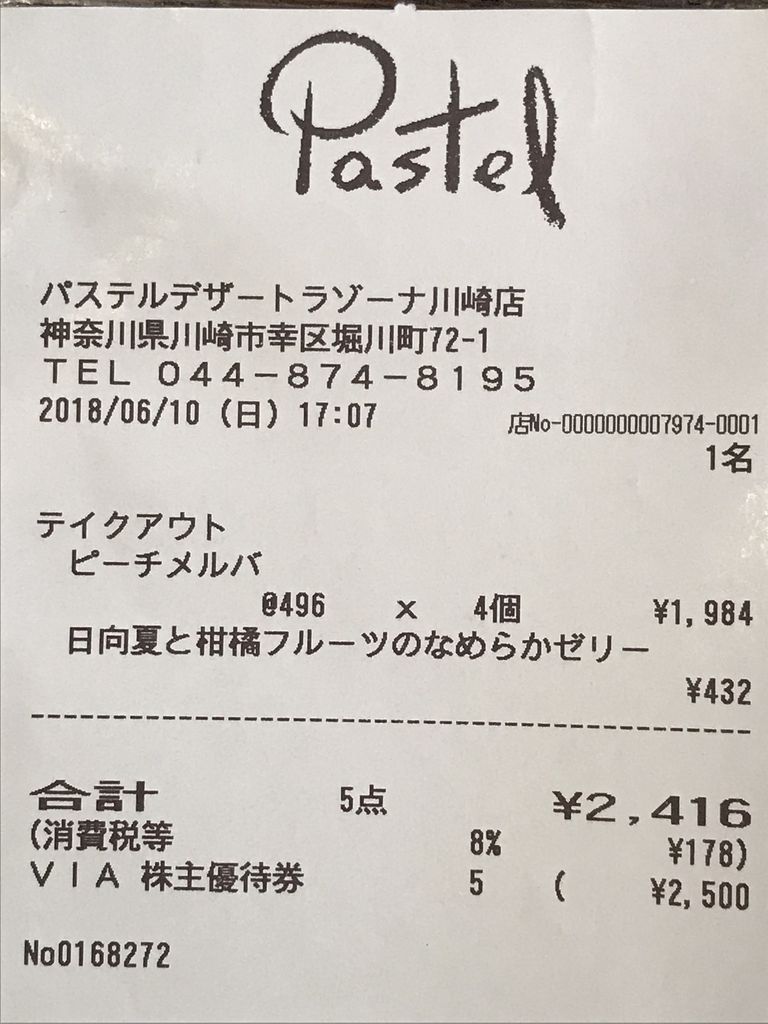 Pastel
パステルデザートラゾーナ川崎店
神奈川県川崎市幸区堀川町72-1
ＴＥＬ ０４４－８７４－８１９５
2018/06/10 (日) 17:07
店No-0000000007974-0001
1名
テイクアウト
ピーチメルバ
@496 x 4個 ¥1,984
日向夏と柑橘フルーツのなめらかゼリー
¥432
合計 5点 ¥2,416
(消費税等 8% ¥178)
ＶＩＡ 株主優待券 5 ( ¥2,500
No0168272